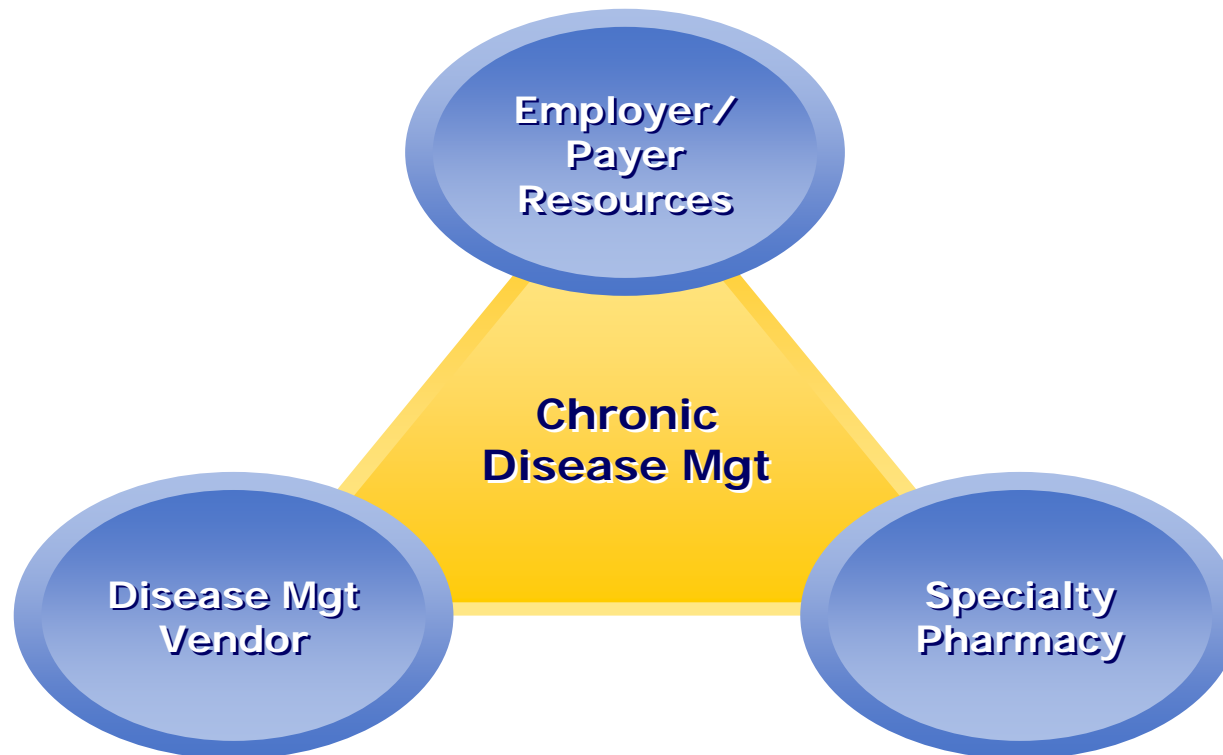 Employer/
Payer
Resources
Chronic
Disease Mgt
Disease Mgt
Vendor
Specialty
Pharmacy